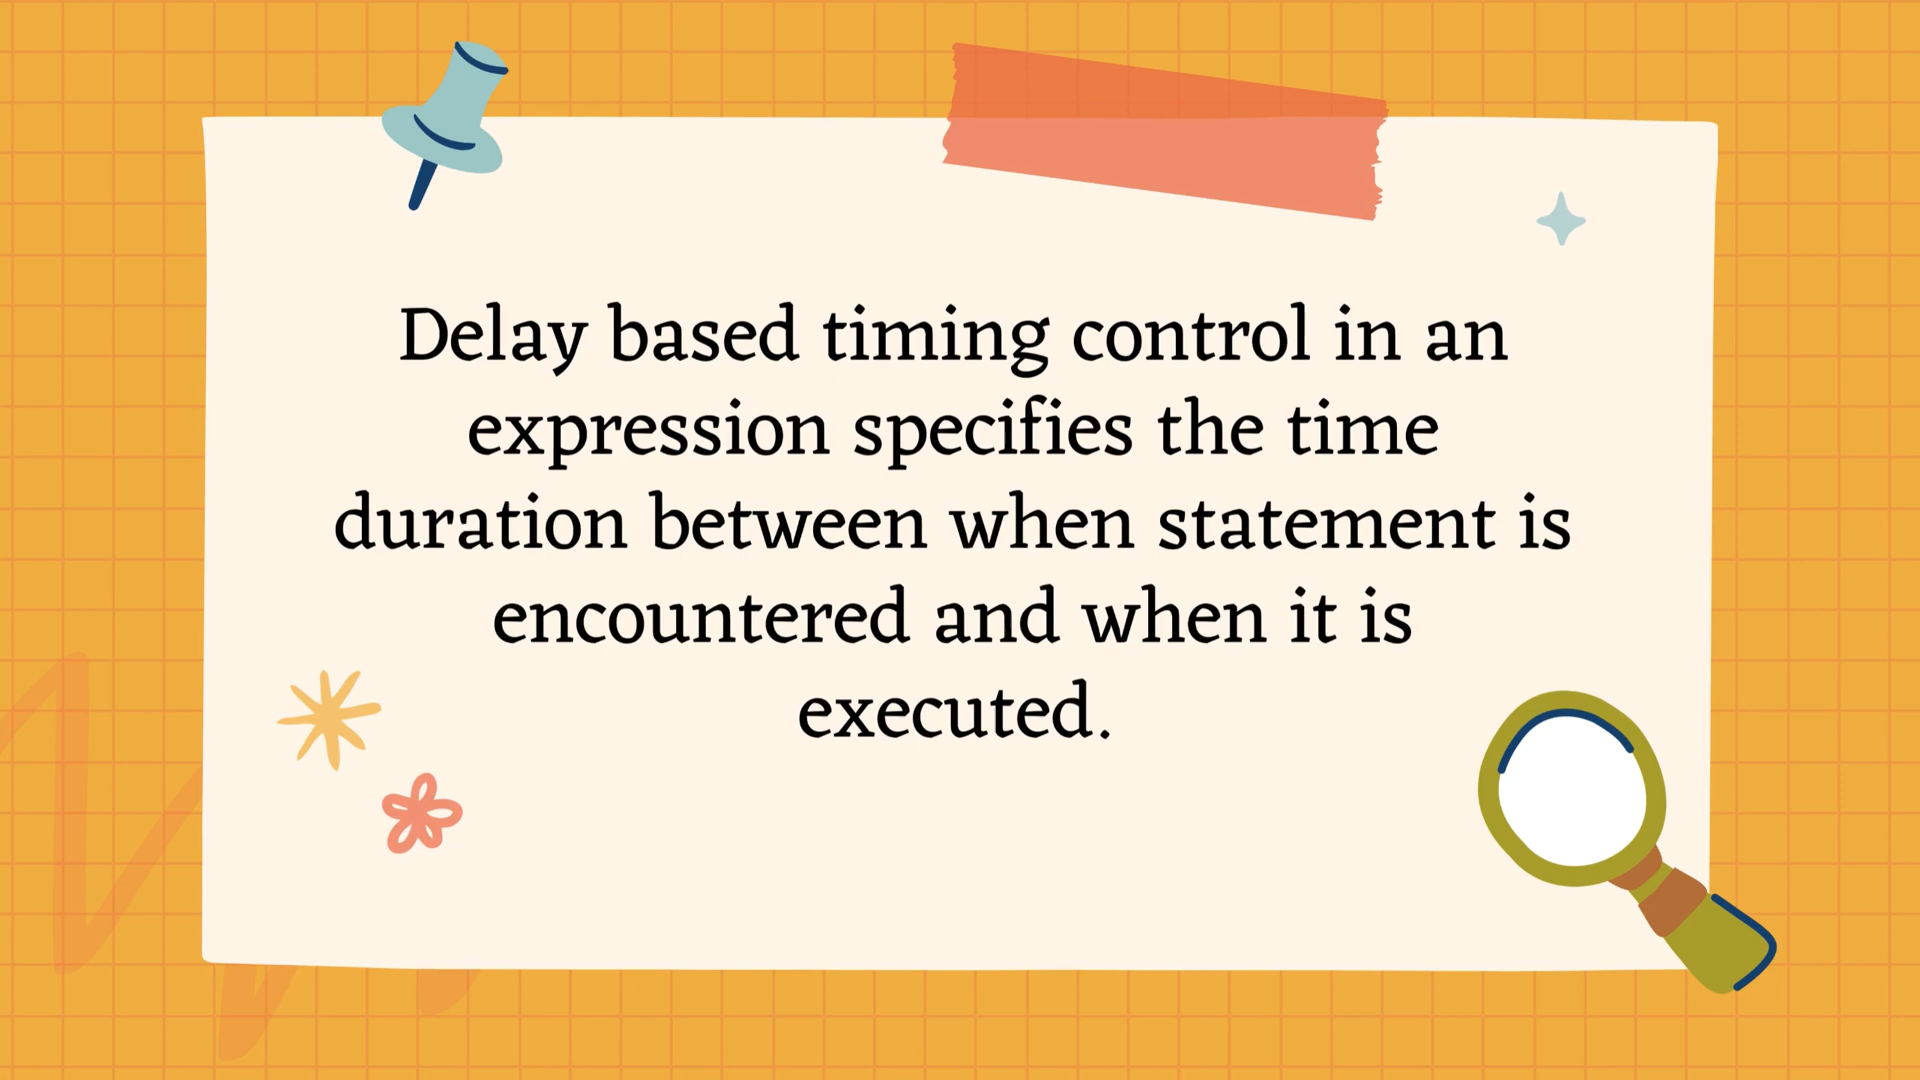 Delay based timing control in an
expression specifies the time
duration between when statement is
encountered and when it is
executed.